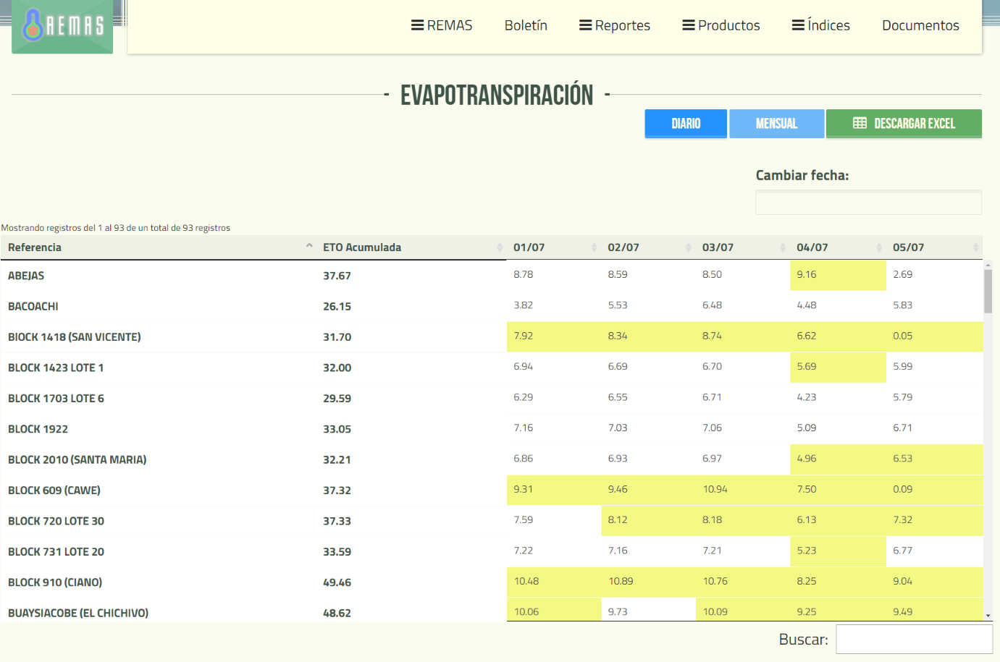 REMAS
REMAS Boletín Reportes Productos Índices Documentos
- EVAPOTRANSPIRACIÓN -
DIARIO MENSUAL DESCARGAR EXCEL
Cambiar fecha:
Mostrando registros del 1 al 93 de un total de 93 registros
Referencia ETO Acumulada 01/07 02/07 03/07 04/07 05/07
ABEJAS 37.67 8.78 8.59 8.50 9.16 2.69
BACOACHI 26.15 3.82 5.53 6.48 4.48 5.83
BlOCK 1418 (SAN VICENTE) 31.70 7.92 8.34 8.74 6.62 0.05
BLOCK 1423 LOTE 1 32.00 6.94 6.69 6.70 5.69 5.99
BLOCK 1703 LOTE 6 29.59 6.29 6.55 6.71 4.23 5.79
BLOCK 1922 33.05 7.16 7.03 7.06 5.09 6.71
BLOCK 2010 (SANTA MARIA) 32.21 6.86 6.93 6.97 4.96 6.53
BLOCK 609 (CAWE) 37.32 9.31 9.46 10.94 7.50 0.09
BLOCK 720 LOTE 30 37.33 7.59 8.12 8.18 6.13 7.32
BLOCK 731 LOTE 20 33.59 7.22 7.16 7.21 5.23 6.77
BLOCK 910 (CIANO) 49.46 10.48 10.89 10.76 8.25 9.04
BUAYSIACOBE (EL CHICHIVO) 48.62 10.06 9.73 10.09 9.25 9.49
Buscar: